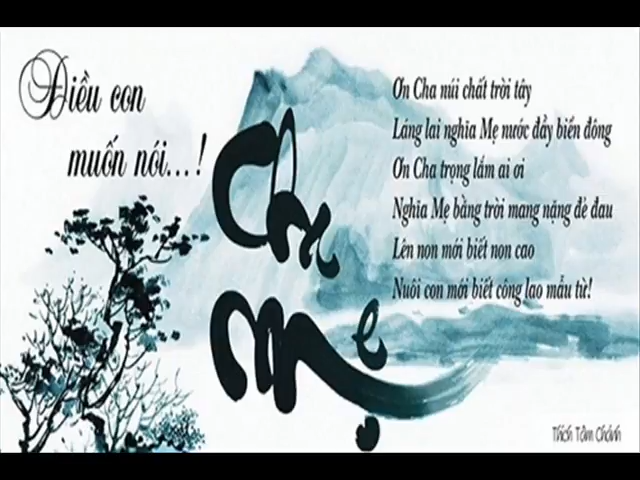 Điều con
muốn nói...!
Cha
Mẹ
Ơn Cha núi chất trời tây
Láng lai nghĩa Mẹ nước đầy biển đông
Ơn Cha trọng lắm ai ơi
Nghĩa Mẹ bằng trời mang nặng đẻ đau
Lên non mới biết non cao
Nuôi con mới biết công lao mẫu từ!
Thích Tâm Chánh